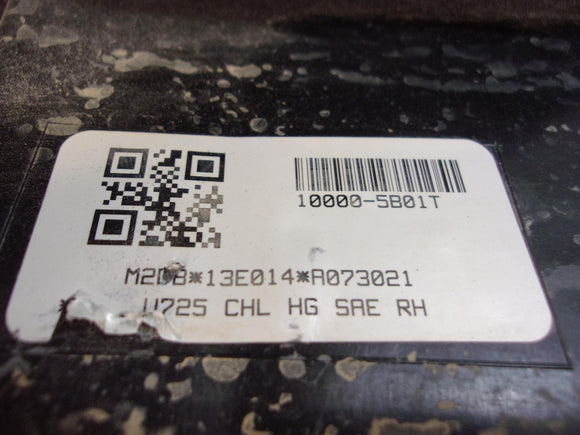 10000-5B01T
M2DB*13E014*A073021
U725 CHL HG SAE RH